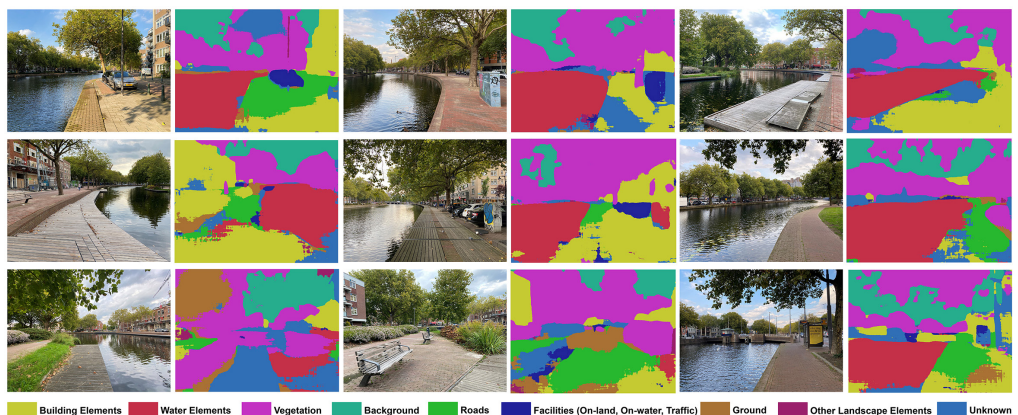 Building Elements Water Elements Vegetation Background Roads Facilities (On-land, On-water, Traffic) Ground Other Landscape Elements Unknown